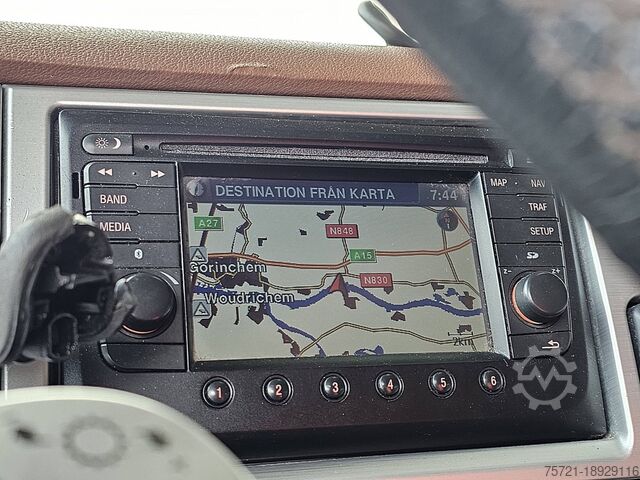 DESTINATION FRÅN KARTA
7:44
MAP NAV
BAND
TRAF
MEDIA
SETUP
A27
N848
A15
Gorinchem
N830
Woudrichem
SD
z- z+
2km
1 2 3 4 5 6
75721-18929116